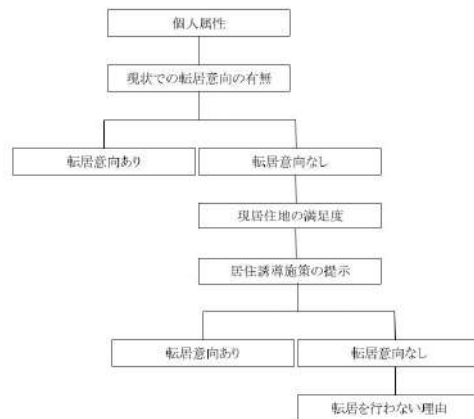 個人属性
現状での転居意向の有無
転居意向あり
転居意向なし
現居住地の満足度
居住誘導施策の提示
転居意向あり
転居意向なし
転居を行わない理由